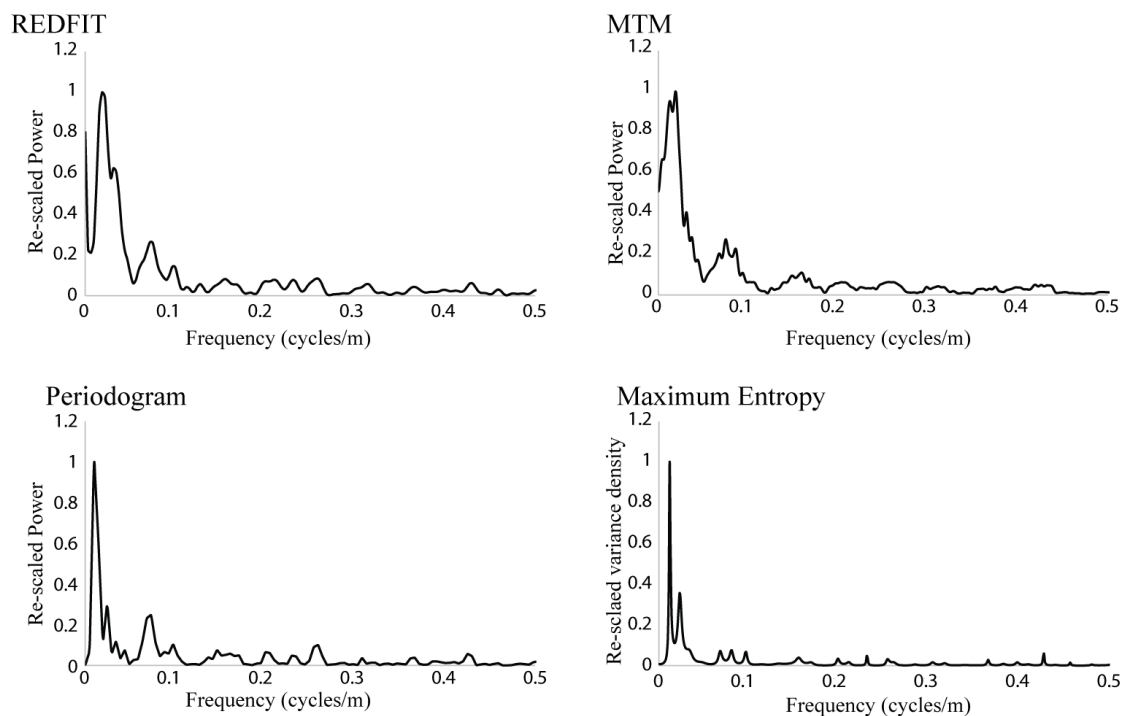 REDFIT
1.2
1
0.8
0.6
0.4
0.2
0
Re-scaled Power
0 0.1 0.2 0.3 0.4 0.5
Frequency (cycles/m)
MTM
1.2
1
0.8
0.6
0.4
0.2
0
Re-scaled Power
0 0.1 0.2 0.3 0.4 0.5
Frequency (cycles/m)
Periodogram
1.2
1
0.8
0.6
0.4
0.2
0
Re-scaled Power
0 0.1 0.2 0.3 0.4 0.5
Frequency (cycles/m)
Maximum Entropy
1.2
1
0.8
0.6
0.4
0.2
0
Re-sclaed variance density
0 0.1 0.2 0.3 0.4 0.5
Frequency (cycles/m)